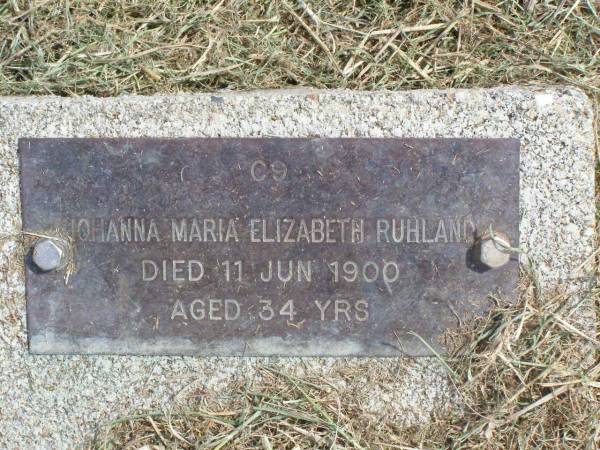 C9
JOHANNA MARIA ELIZABETH RUHLAND
DIED 11 JUN 1900
AGED 34 YRS